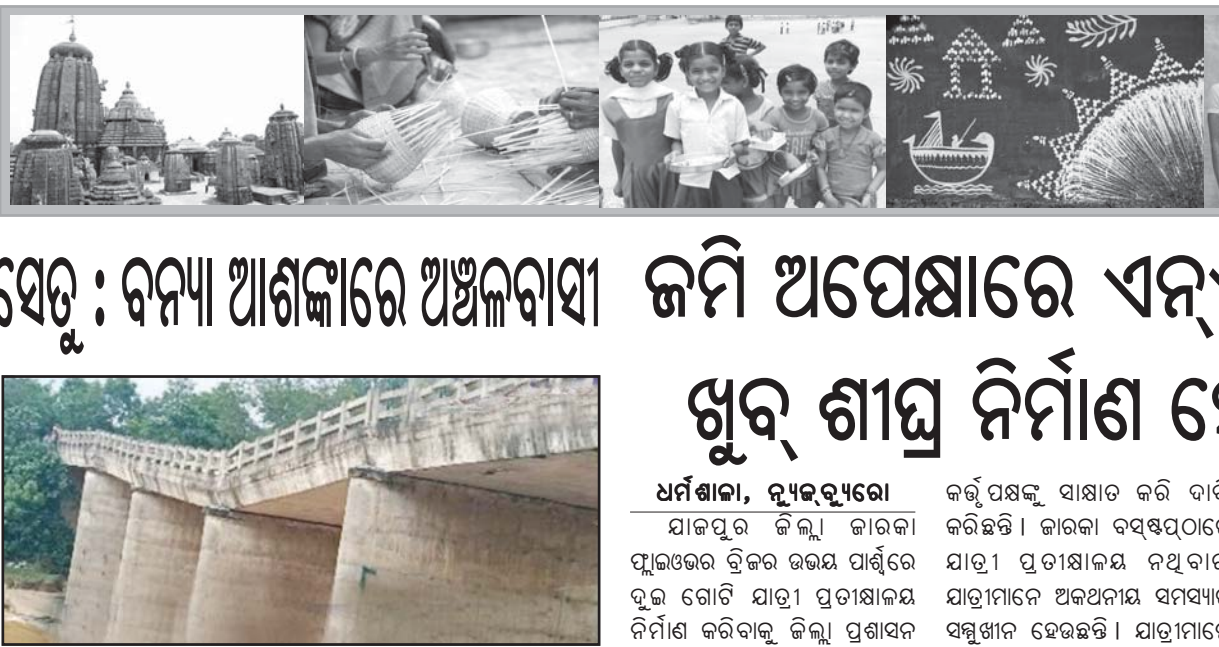 ସେତୁ : ବନ୍ୟା ଆଶଙ୍କାରେ ଅଞ୍ଚଳବାସୀ
ଜମି ଅପେକ୍ଷାରେ ଏନ୍
ଖୁବ୍ ଶୀଘ୍ର ନିର୍ମାଣ
ଧର୍ମଶାଳା, ନ୍ୟୁଜ୍‌ବ୍ୟୁରୋ
ଯାଜପୁର ଜିଲ୍ଲା ଜାରକା
ଫ୍ଲାଇଓଭର ବ୍ରିଜର ଉଭୟ ପାର୍ଶ୍ୱରେ
ଦୁଇ ଗୋଟି ଯାତ୍ରୀ ପ୍ରତୀକ୍ଷାଳୟ
ନିର୍ମାଣ କରିବାକୁ ଜିଲ୍ଲା ପ୍ରଶାସନ
କର୍ତ୍ତୃପକ୍ଷଙ୍କୁ ସାକ୍ଷାତ କରି ଦାବି
କରିଛନ୍ତି। ଜାରକା ବସ୍‌ଷ୍ଟପ୍‌ଠାରେ
ଯାତ୍ରୀ ପ୍ରତୀକ୍ଷାଳୟ ନଥିବାରୁ
ଯାତ୍ରୀମାନେ ଅକଥନୀୟ ସମସ୍ୟାର
ସମ୍ମୁଖୀନ ହେଉଛନ୍ତି। ଯାତ୍ରୀମାନେ